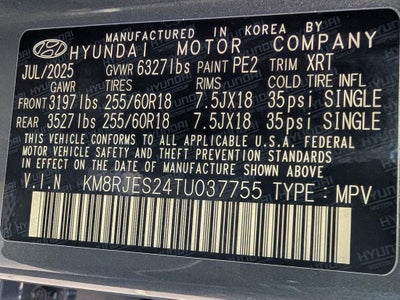 MANUFACTURED IN KOREA BY
HYUNDAI MOTOR COMPANY
JUL/2025 GVWR 6327lbs PAINT PE2 TRIM XRT
GAWR TIRES RIMS COLD TIRE INFL
FRONT 3197lbs 255/60R18 7.5JX18 35psi SINGLE
REAR 3527lbs 255/60R18 7.5JX18 35psi SINGLE
THIS VEHICLE CONFORMS TO ALL APPLICABLE U.S.A. FEDERAL
MOTOR VEHICLE SAFETY AND THEFT PREVENTION STANDARDS
IN EFFECT ON THE DATE OF MANUFACTURE SHOWN ABOVE.
V.I.N KM8RJES24TU037755 TYPE: MPV